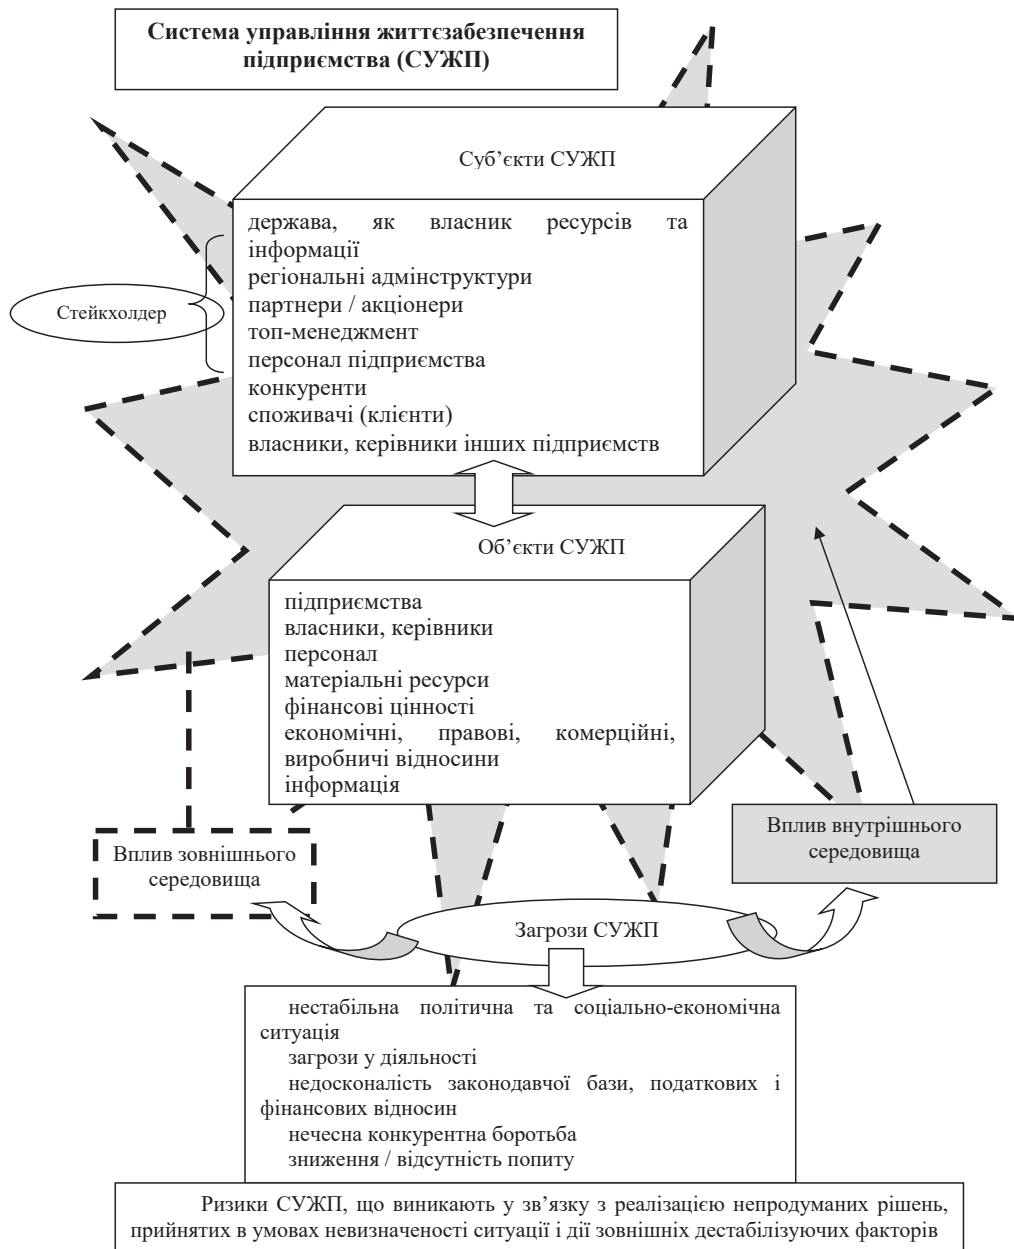 Система управління життєзабезпечення
підприємства (СУЖП)
Суб’єкти СУЖП
держава, як власник ресурсів та
інформації
регіональні адмінструктури
партнери / акціонери
топ-менеджмент
персонал підприємства
конкуренти
споживачі (клієнти)
власники, керівники інших підприємств
Стейкхолдер
Об’єкти СУЖП
підприємства
власники, керівники
персонал
матеріальні ресурси
фінансові цінності
економічні, правові, комерційні,
виробничі відносини
інформація
Вплив зовнішнього
середовища
Вплив внутрішнього
середовища
Загрози СУЖП
нестабільна політична та соціально-економічна
ситуація
загрози у діяльності
недосконалість законодавчої бази, податкових і
фінансових відносин
нечесна конкурентна боротьба
зниження / відсутність попиту
Ризики СУЖП, що виникають у зв’язку з реалізацією непродуманих рішень,
прийнятих в умовах невизначеності ситуації і дії зовнішніх дестабілізуючих факторів